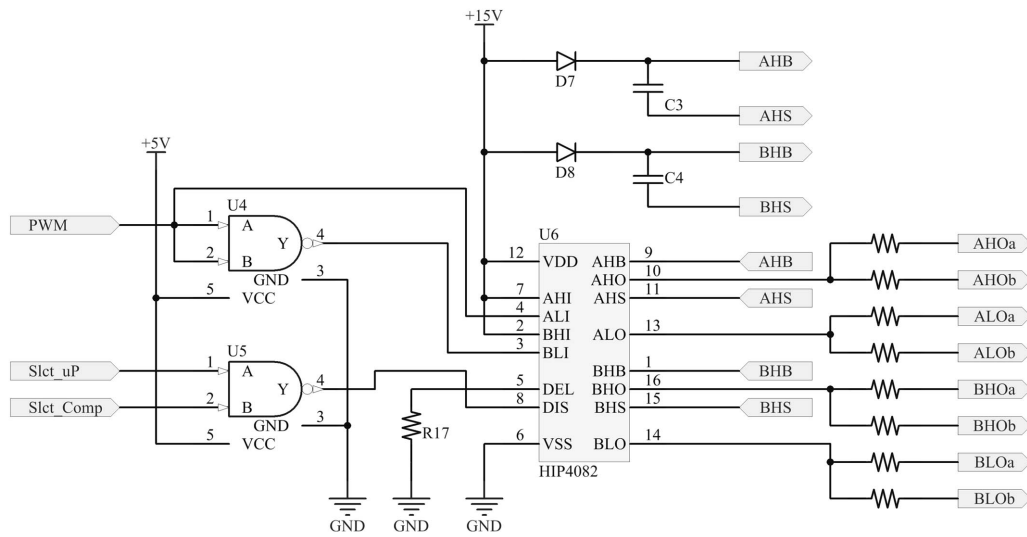 +15V
D7
AHB
C3
AHS
+5V
D8
BHB
C4
BHS
PWM
U4
1
A
2
B
Y
4
GND
3
5
VCC
U6
12
VDD
7
AHI
4
ALI
2
BHI
3
BLI
5
DEL
8
DIS
6
VSS
HIP4082
AHB
9
AHB
AHO
10
AHS
11
AHS
ALO
13
BHB
1
BHB
BHO
16
BHS
15
BHS
BLO
14
AHOa
AHOb
ALOa
ALOb
BHOa
BHOb
BLOa
BLOb
Slct_uP
Slct_Comp
U5
1
A
2
B
Y
4
GND
3
5
VCC
R17
GND
GND
GND